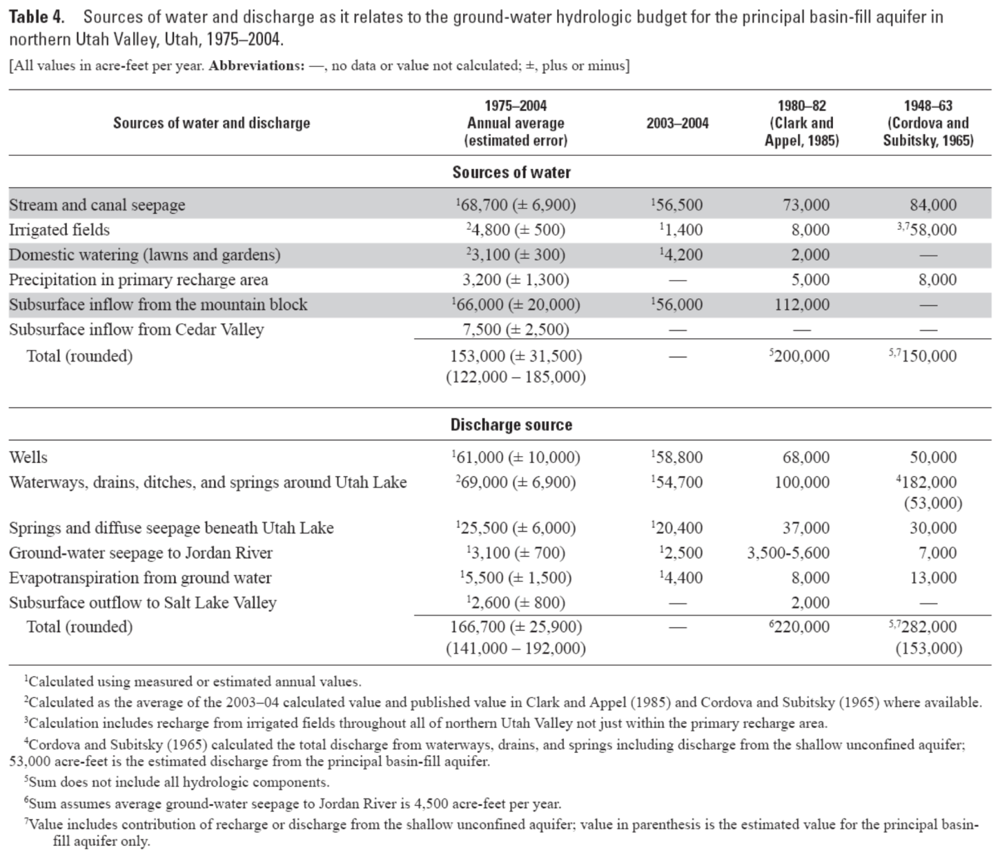 Table 4. Sources of water and discharge as it relates to the ground-water hydrologic budget for the principal basin-fill aquifer in
northern Utah Valley, Utah, 1975–2004.
[All values in acre-feet per year. Abbreviations: —, no data or value not calculated; ±, plus or minus]
Sources of water and discharge 1975–2004 Annual average (estimated error) 2003–2004 1980–82 (Clark and Appel, 1985) 1948–63 (Cordova and Subitsky, 1965)
Sources of water
Stream and canal seepage ¹68,700 (± 6,900) ¹56,500 73,000 84,000
Irrigated fields ²4,800 (± 500) ¹1,400 8,000 ³,⁷58,000
Domestic watering (lawns and gardens) ²3,100 (± 300) ¹4,200 2,000 —
Precipitation in primary recharge area 3,200 (± 1,300) — 5,000 8,000
Subsurface inflow from the mountain block ¹66,000 (± 20,000) ¹56,000 112,000 —
Subsurface inflow from Cedar Valley 7,500 (± 2,500) — — —
Total (rounded) 153,000 (± 31,500) — ⁵200,000 ⁵,⁷150,000
(122,000 – 185,000)
Discharge source
Wells ¹61,000 (± 10,000) ¹58,800 68,000 50,000
Waterways, drains, ditches, and springs around Utah Lake ²69,000 (± 6,900) ¹54,700 100,000 ⁴182,000
(53,000)
Springs and diffuse seepage beneath Utah Lake ¹25,500 (± 6,000) ¹20,400 37,000 30,000
Ground-water seepage to Jordan River ¹3,100 (± 700) ¹2,500 3,500-5,600 7,000
Evapotranspiration from ground water ¹5,500 (± 1,500) ¹4,400 8,000 13,000
Subsurface outflow to Salt Lake Valley ¹2,600 (± 800) — 2,000 —
Total (rounded) 166,700 (± 25,900) — ⁶220,000 ⁵,⁷282,000
(141,000 – 192,000) (153,000)
¹Calculated using measured or estimated annual values.
²Calculated as the average of the 2003–04 calculated value and published value in Clark and Appel (1985) and Cordova and Subitsky (1965) where available.
³Calculation includes recharge from irrigated fields throughout all of northern Utah Valley not just within the primary recharge area.
⁴Cordova and Subitsky (1965) calculated the total discharge from waterways, drains, and springs including discharge from the shallow unconfined aquifer;
53,000 acre-feet is the estimated discharge from the principal basin-fill aquifer.
⁵Sum does not include all hydrologic components.
⁶Sum assumes average ground-water seepage to Jordan River is 4,500 acre-feet per year.
⁷Value includes contribution of recharge or discharge from the shallow unconfined aquifer; value in parenthesis is the estimated value for the principal basin-
fill aquifer only.